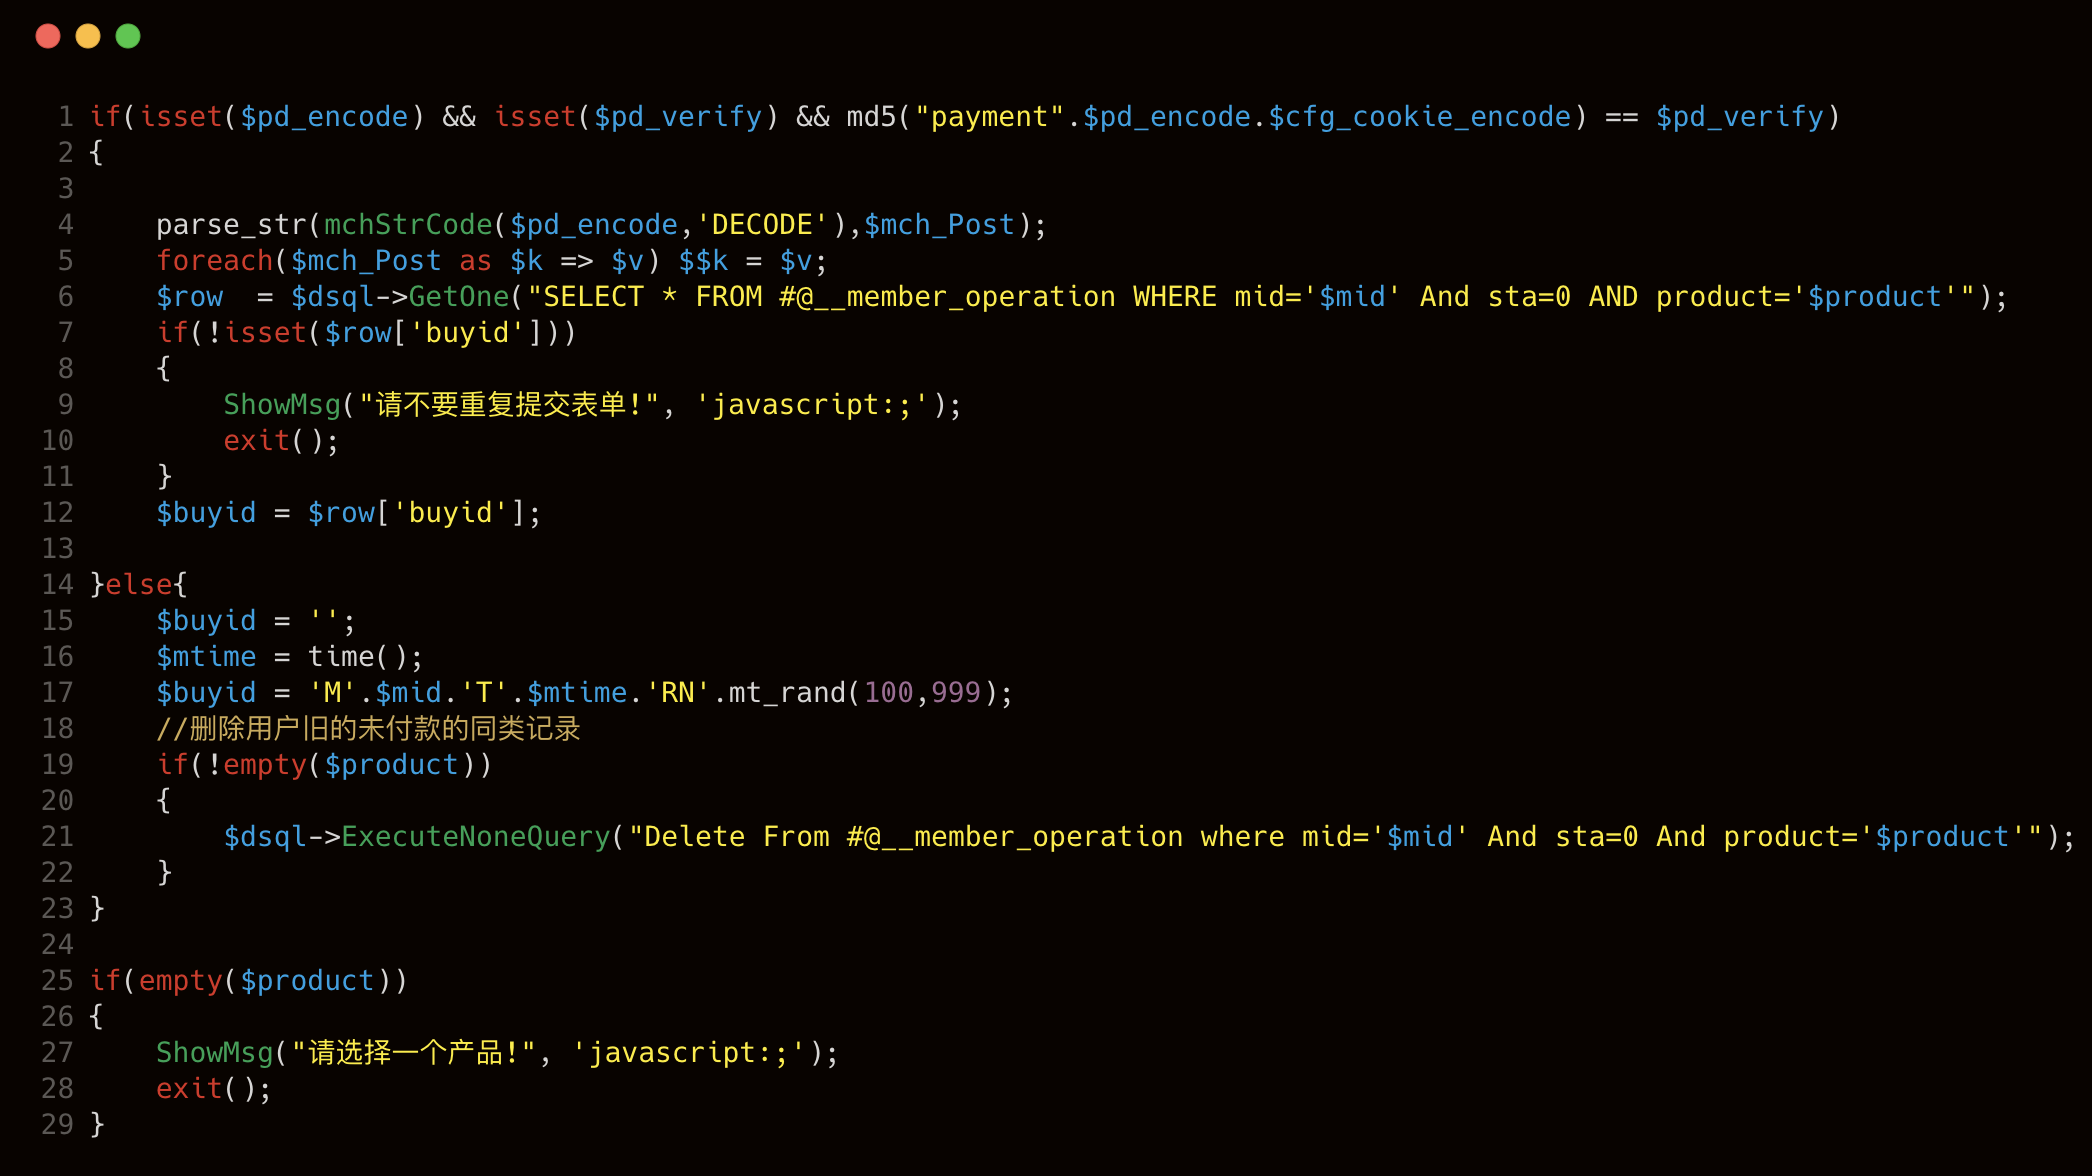 1 if(isset($pd_encode) && isset($pd_verify) && md5("payment".$pd_encode.$cfg_cookie_encode) == $pd_verify)
2 {
3
4     parse_str(mchStrCode($pd_encode,'DECODE'),$mch_Post);
5     foreach($mch_Post as $k => $v) $$k = $v;
6     $row  = $dsql->GetOne("SELECT * FROM #@__member_operation WHERE mid='$mid' And sta=0 AND product='$product'");
7     if(!isset($row['buyid']))
8     {
9         ShowMsg("请不要重复提交表单!", 'javascript:;');
10         exit();
11     }
12     $buyid = $row['buyid'];
13
14 }else{
15     $buyid = '';
16     $mtime = time();
17     $buyid = 'M'.$mid.'T'.$mtime.'RN'.mt_rand(100,999);
18     //删除用户旧的未付款的同类记录
19     if(!empty($product))
20     {
21         $dsql->ExecuteNoneQuery("Delete From #@__member_operation where mid='$mid' And sta=0 And product='$product'");
22     }
23 }
24
25 if(empty($product))
26 {
27     ShowMsg("请选择一个产品!", 'javascript:;');
28     exit();
29 }